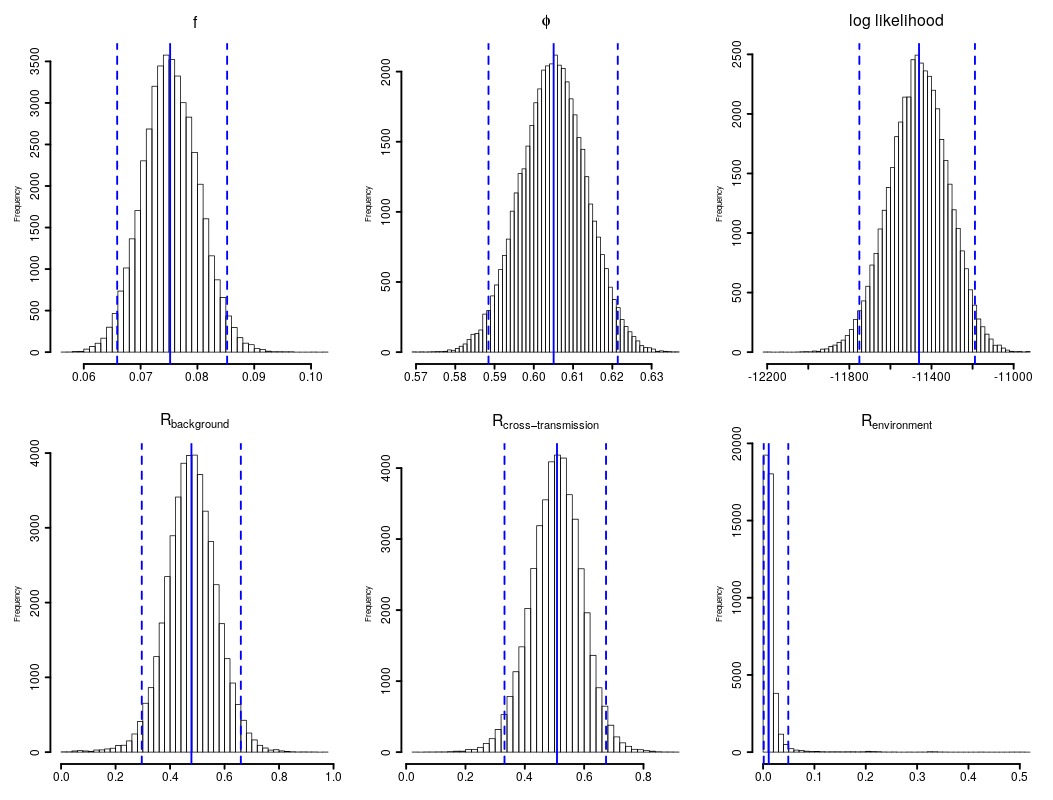 f
Frequency
0 500 1000 1500 2000 2500 3000 3500
0.06 0.07 0.08 0.09 0.10
ϕ
Frequency
0 500 1000 1500 2000
0.57 0.58 0.59 0.60 0.61 0.62 0.63
log likelihood
Frequency
0 500 1000 1500 2000 2500
-12200 -11800 -11400 -11000
Rbackground
Frequency
0 1000 2000 3000 4000
0.0 0.2 0.4 0.6 0.8 1.0
Rcross−transmission
Frequency
0 1000 2000 3000 4000
0.0 0.2 0.4 0.6 0.8
Renvironment
Frequency
0 5000 10000 15000 20000
0.0 0.1 0.2 0.3 0.4 0.5